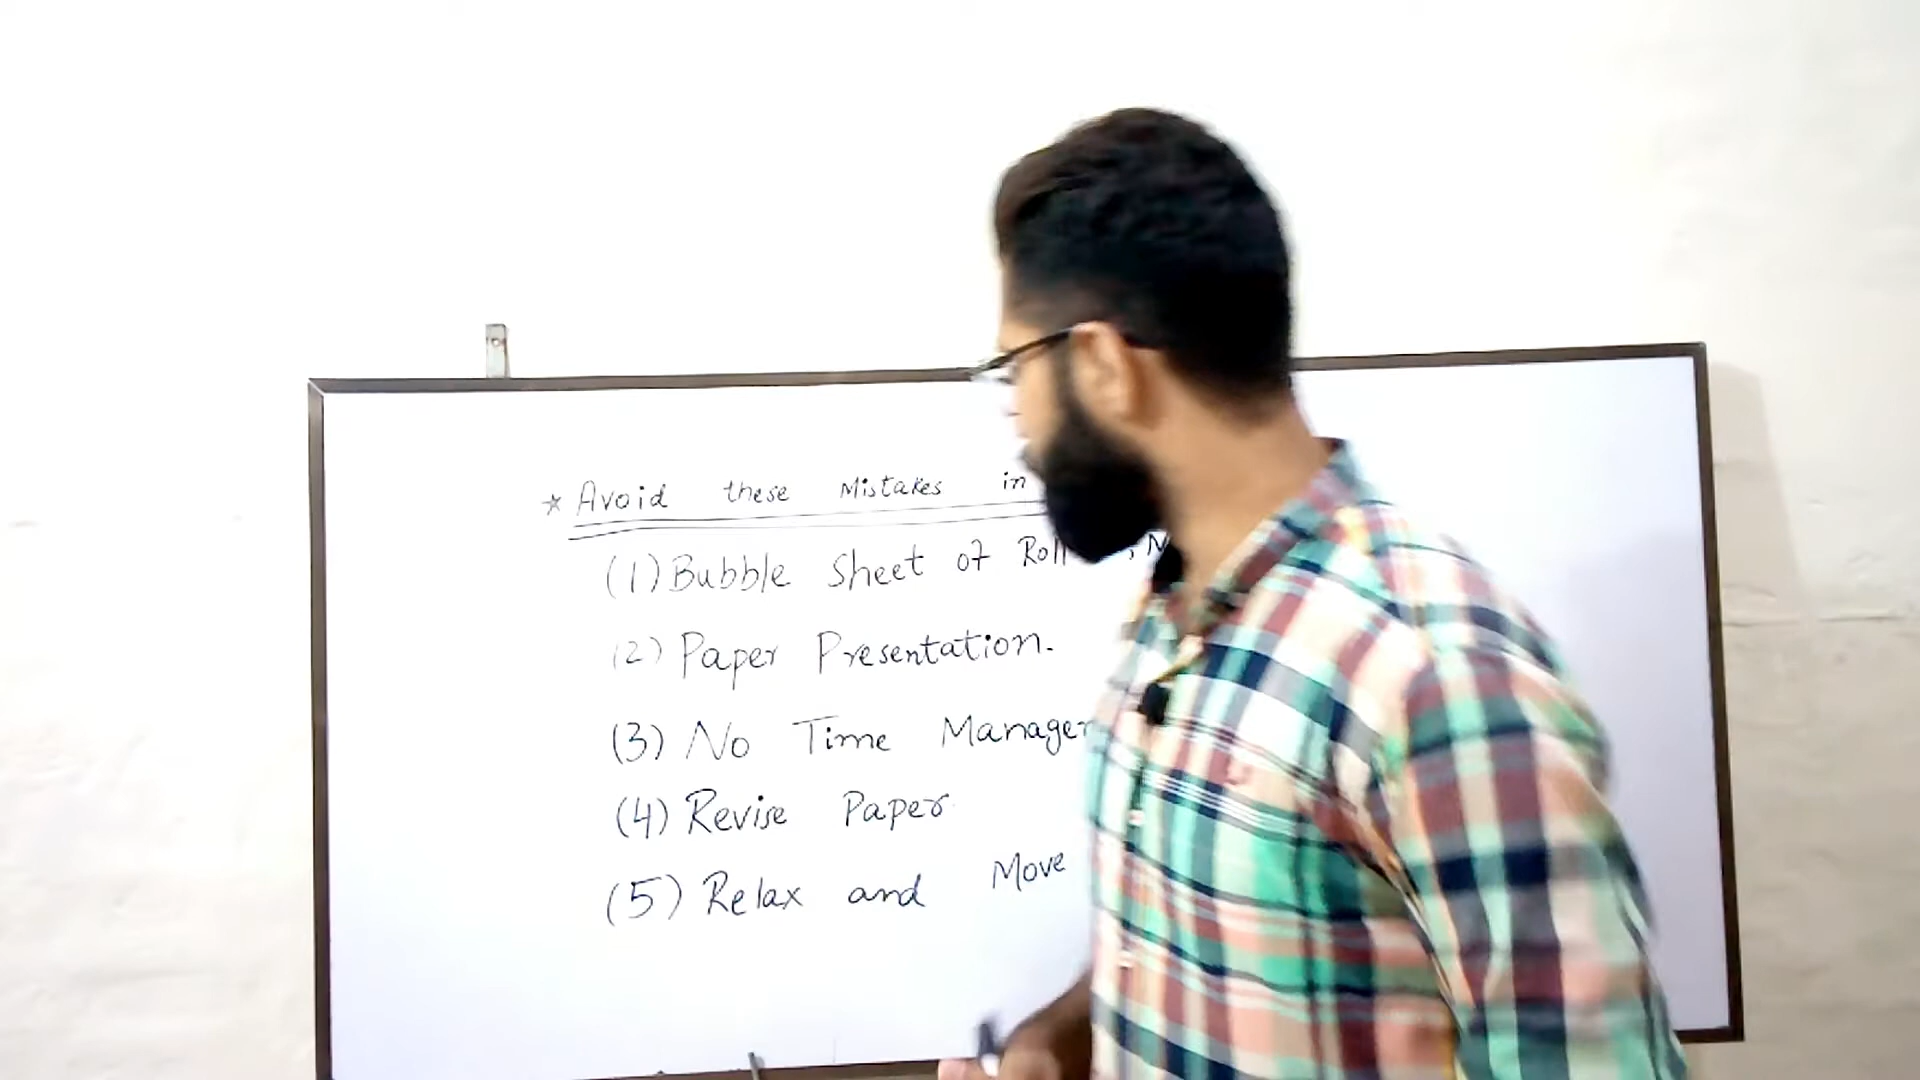 * Avoid these Mistakes in
(1) Bubble Sheet of Roll
(2) Paper Presentation.
(3) No Time
(4) Revise Paper
(5) Relax and Move